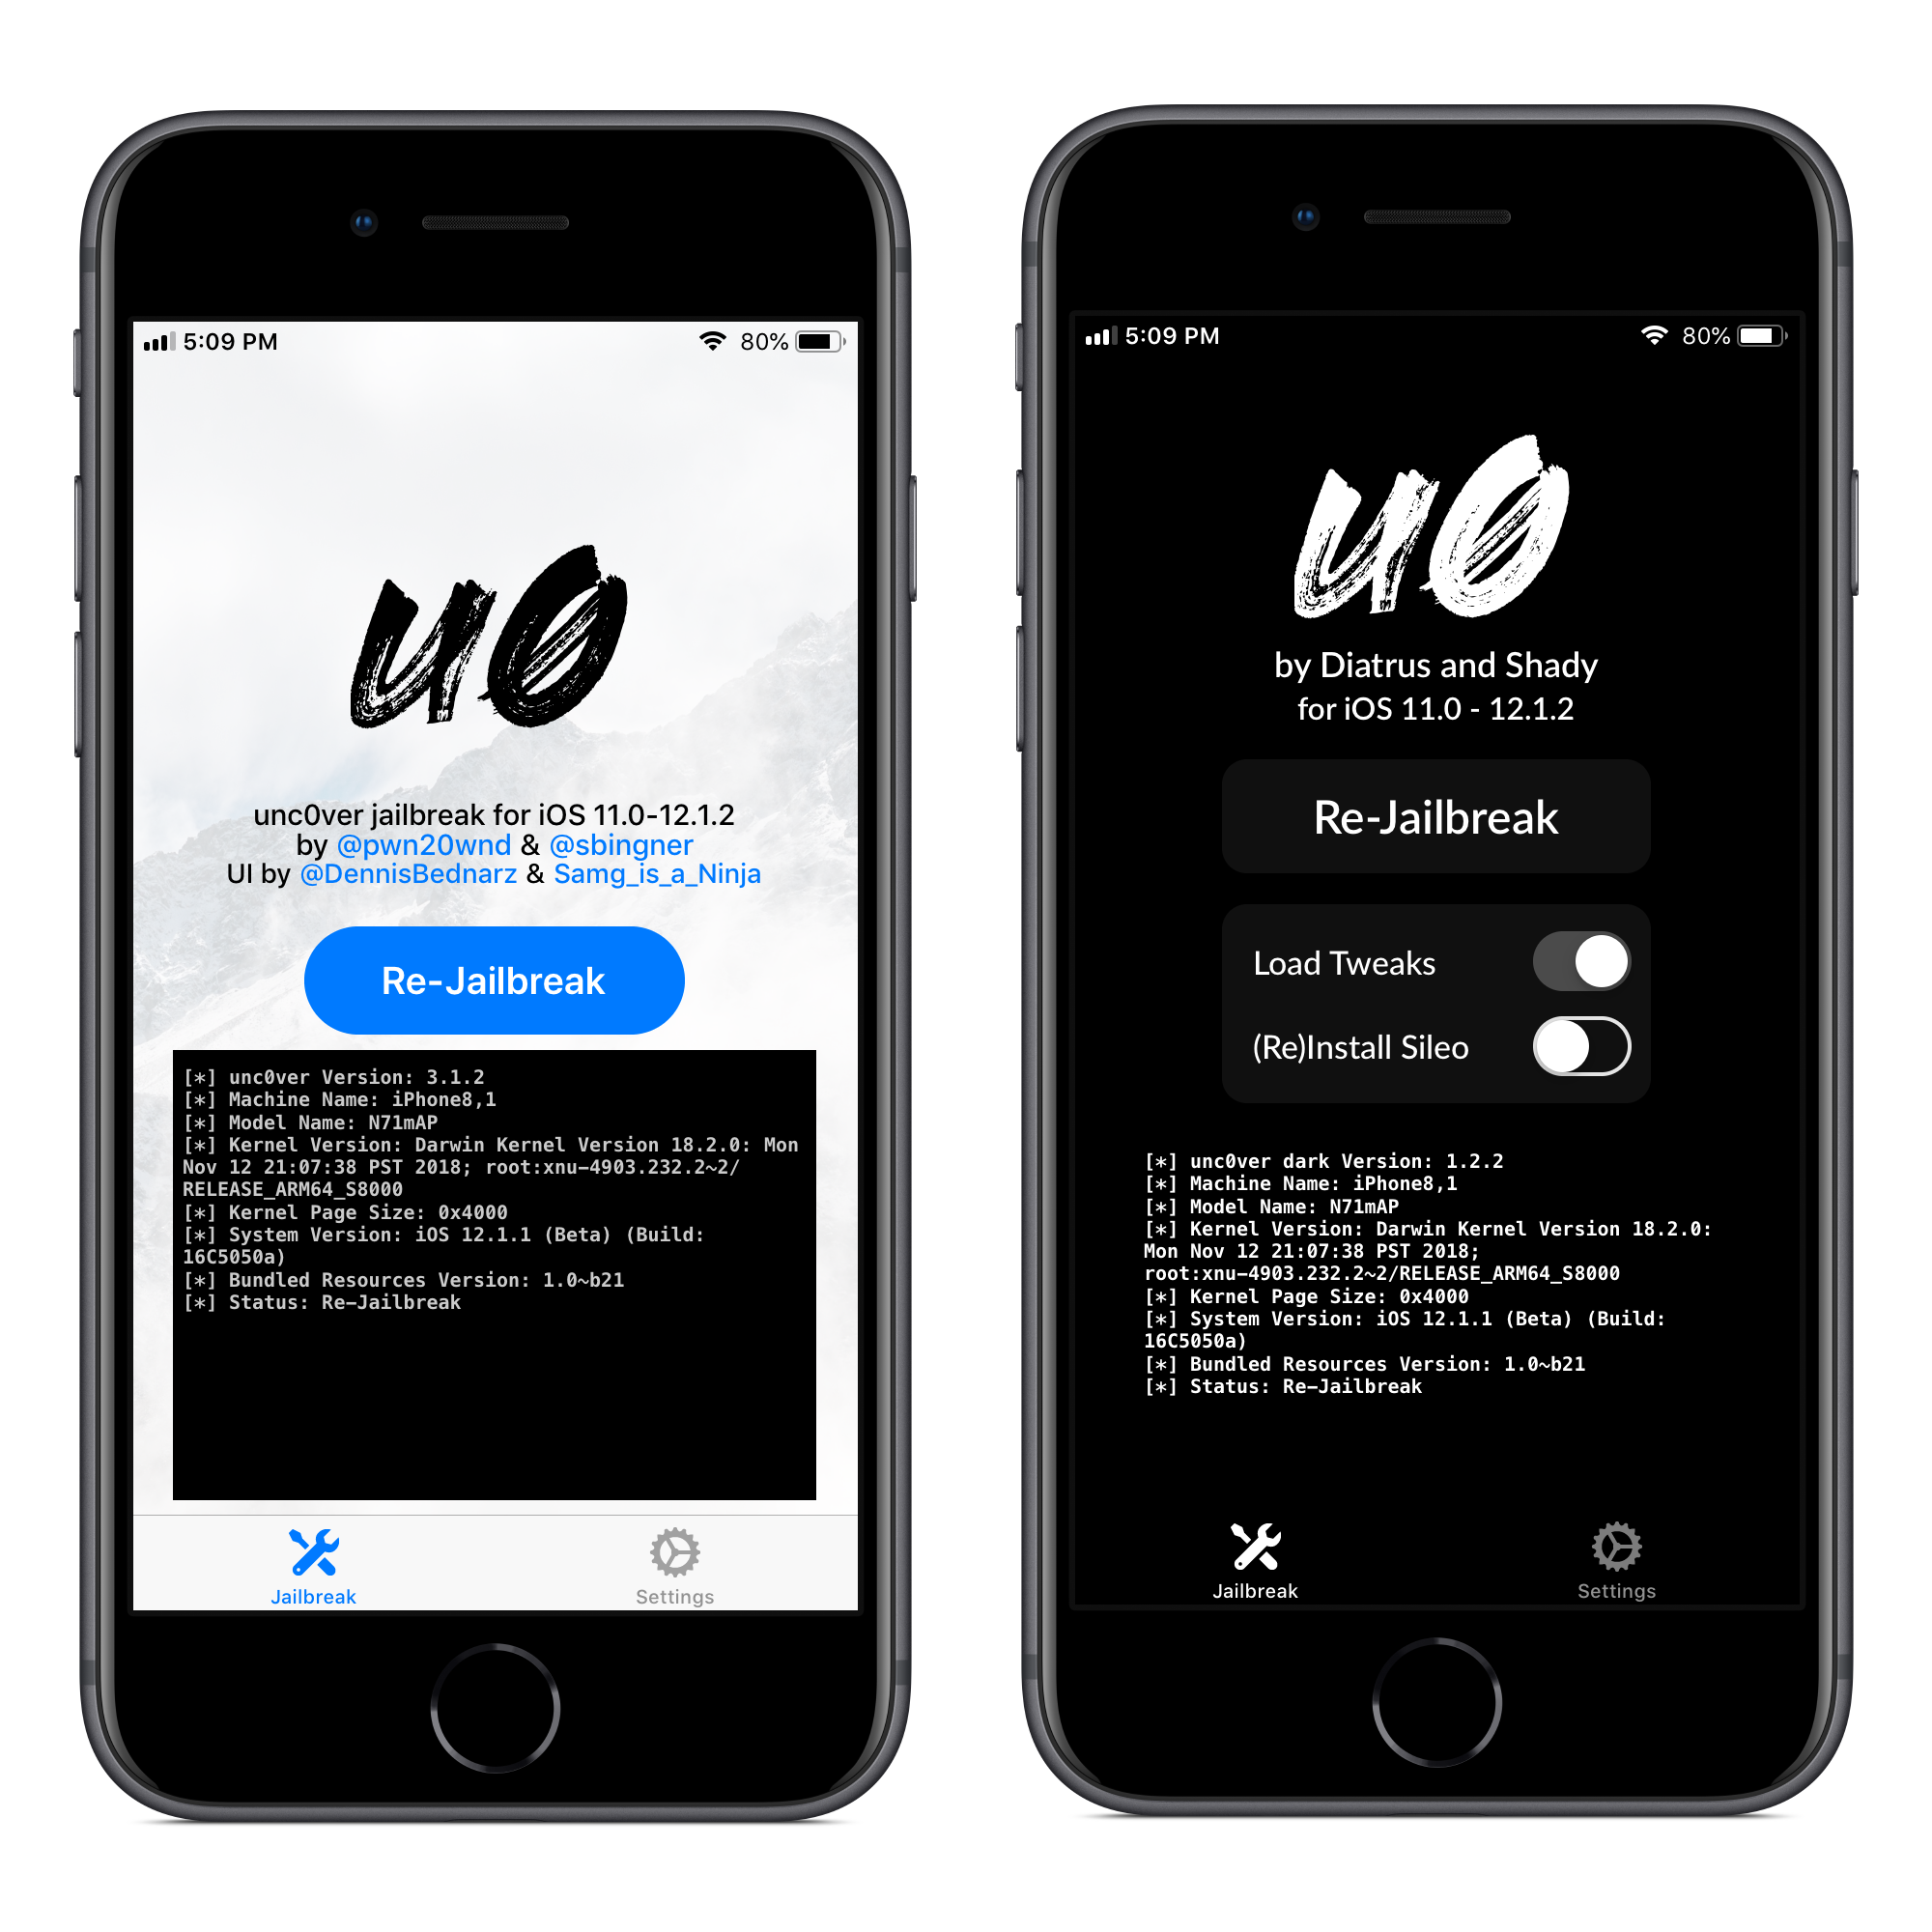 5:09 PM
80%
u0
unc0ver jailbreak for iOS 11.0-12.1.2
by @pwn20wnd & @sbingner
UI by @DennisBednarz & Samg_is_a_Ninja
Re-Jailbreak
[*] unc0ver Version: 3.1.2
[*] Machine Name: iPhone8,1
[*] Model Name: N71mAP
[*] Kernel Version: Darwin Kernel Version 18.2.0: Mon
Nov 12 21:07:38 PST 2018; root:xnu-4903.232.2~2/
RELEASE_ARM64_S8000
[*] Kernel Page Size: 0x4000
[*] System Version: iOS 12.1.1 (Beta) (Build:
16C5050a)
[*] Bundled Resources Version: 1.0~b21
[*] Status: Re-Jailbreak
Jailbreak
Settings
5:09 PM
80%
u0
by Diatrus and Shady
for iOS 11.0 - 12.1.2
Re-Jailbreak
Load Tweaks
(Re)Install Sileo
[*] unc0ver dark Version: 1.2.2
[*] Machine Name: iPhone8,1
[*] Model Name: N71mAP
[*] Kernel Version: Darwin Kernel Version 18.2.0:
Mon Nov 12 21:07:38 PST 2018;
root:xnu-4903.232.2~2/RELEASE_ARM64_S8000
[*] Kernel Page Size: 0x4000
[*] System Version: iOS 12.1.1 (Beta) (Build:
16C5050a)
[*] Bundled Resources Version: 1.0~b21
[*] Status: Re-Jailbreak
Jailbreak
Settings